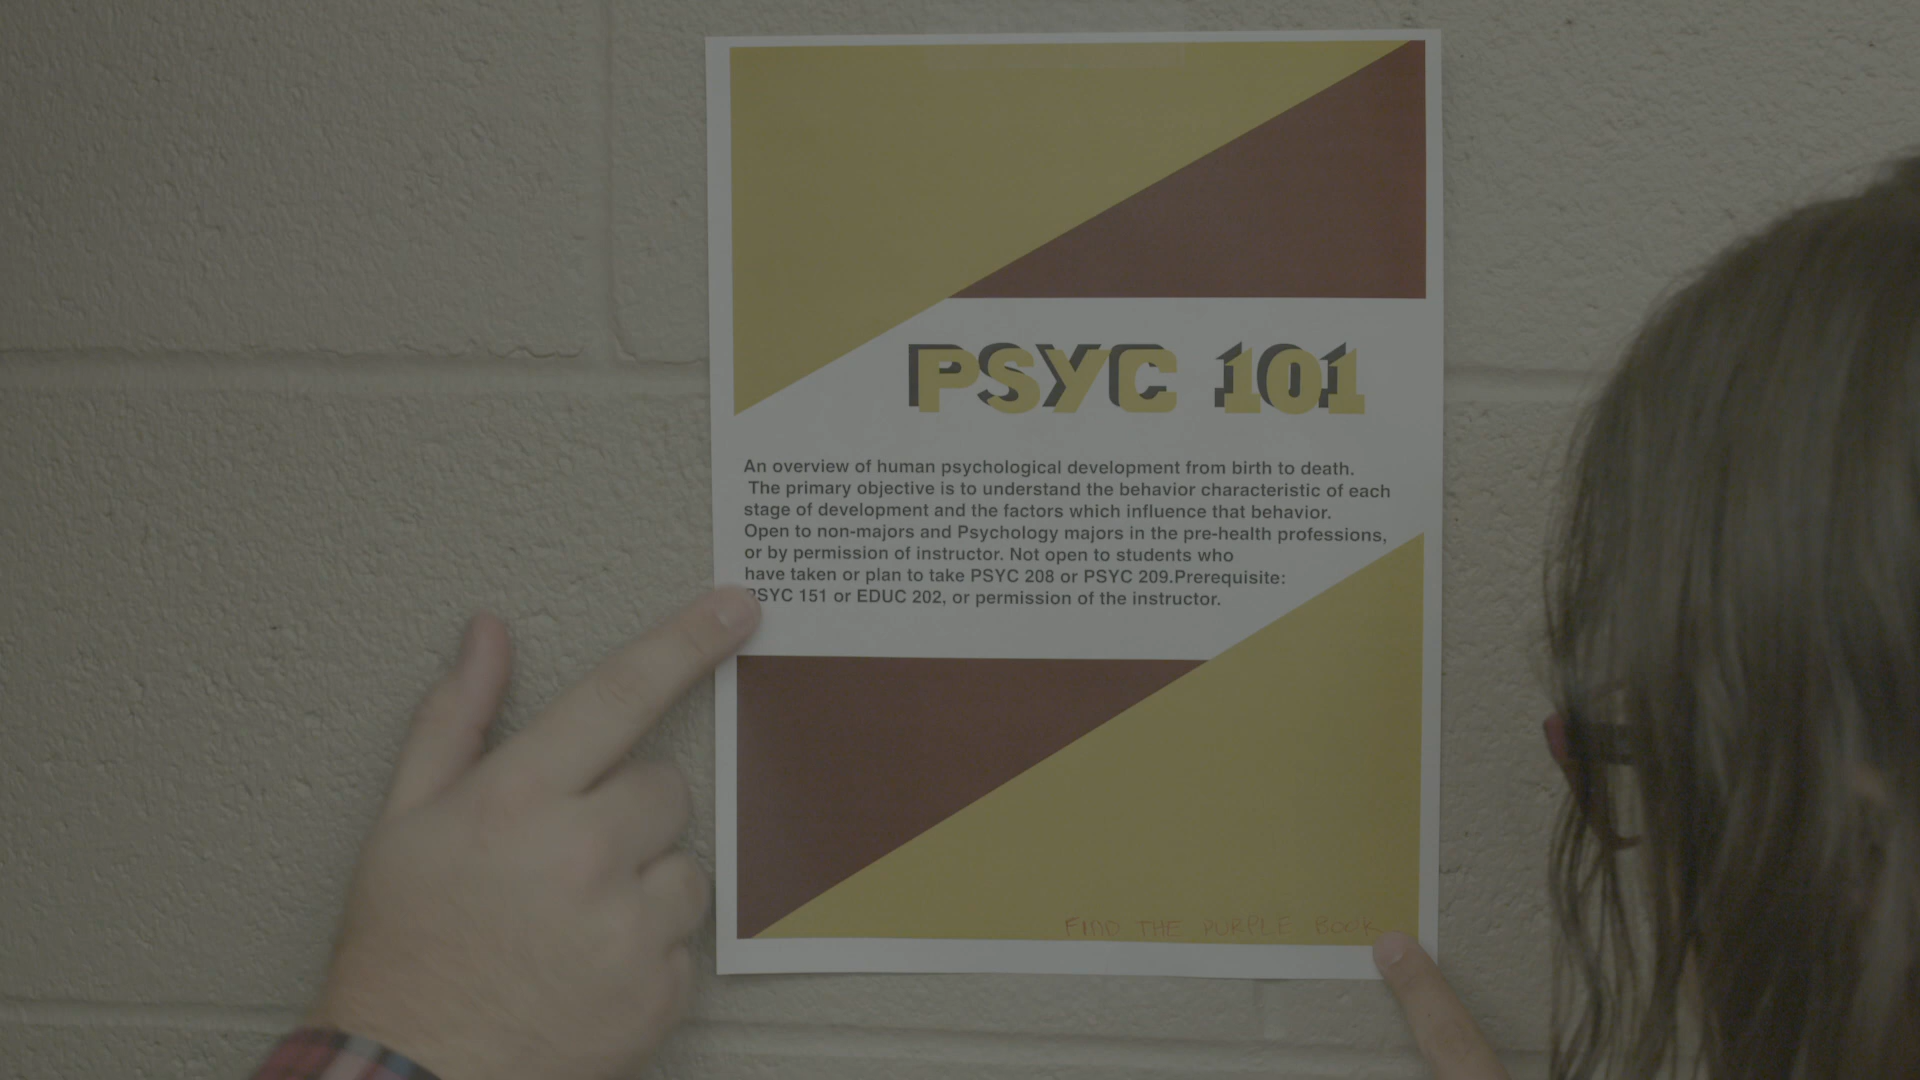 PSYC 101
An overview of human psychological development from birth to death.
The primary objective is to understand the behavior characteristic of each
stage of development and the factors which influence that behavior.
Open to non-majors and Psychology majors in the pre-health professions,
or by permission of instructor. Not open to students who
have taken or plan to take PSYC 208 or PSYC 209.Prerequisite:
PSYC 151 or EDUC 202, or permission of the instructor.
FIND THE PURPLE BOOK